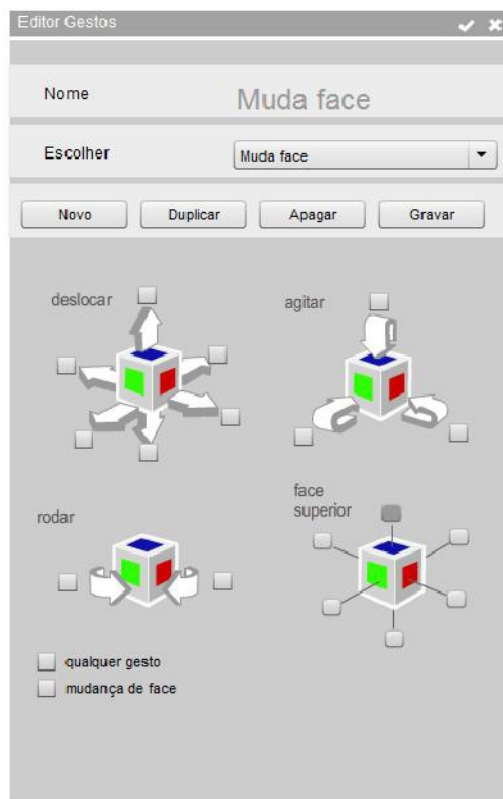 Editor Gestos
Nome
Muda face
Escolher
Muda face
Novo
Duplicar
Apagar
Gravar
deslocar
agitar
rodar
face
superior
qualquer gesto
mudança de face